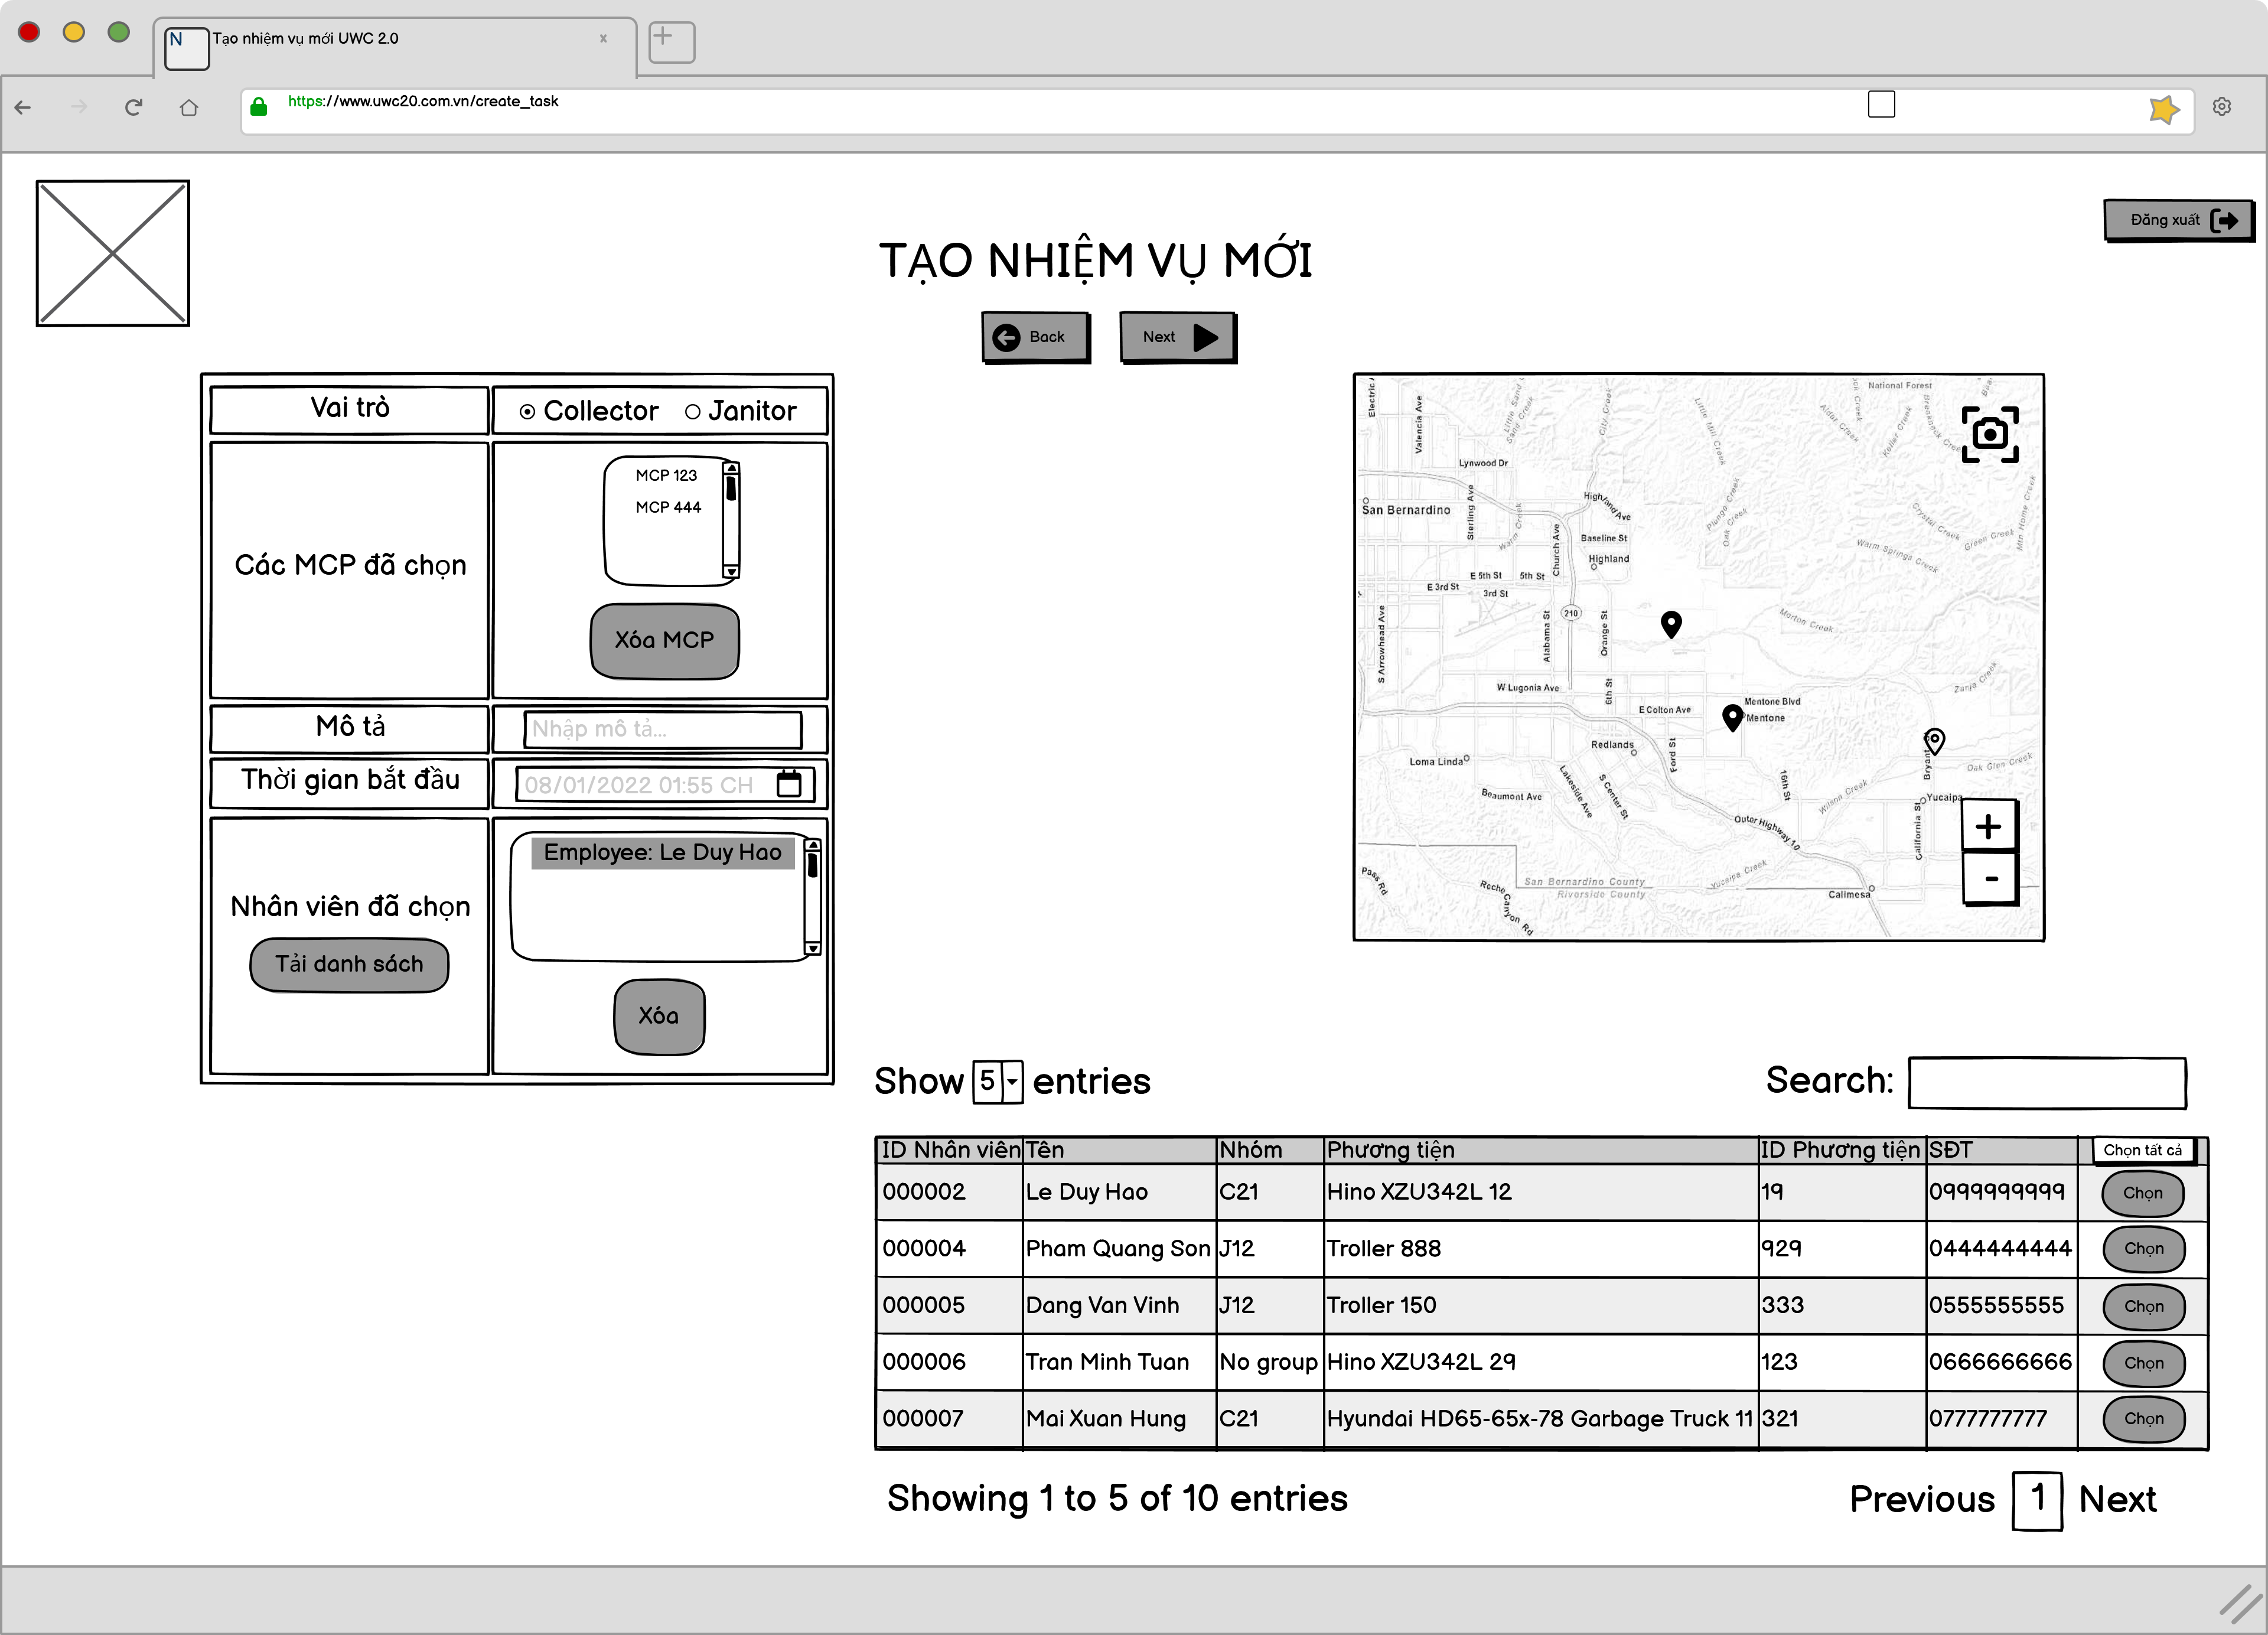 N Tạo nhiệm vụ mới UWC 2.0 x
https://www.uwc20.com.vn/create_task
Đăng xuất
TẠO NHIỆM VỤ MỚI
Back Next
Vai trò Collector Janitor
Các MCP đã chọn
MCP 123
MCP 444
Xóa MCP
Mô tả Nhập mô tả...
Thời gian bắt đầu 08/01/2022 01:55 CH
Nhân viên đã chọn
Tải danh sách
Employee: Le Duy Hao
Xóa
National Forest
Electric
Valencia Ave
Little Sand Creek
Sand Creek
City Creek
Little Mill Creek
Alder Creek
Keller Creek
Breakneck Creek
Lynwood Dr
San Bernardino
Sterling Ave
Highland Ave
Warm Creek
Church Ave
Baseline St
Highland
Plunge Creek
Oak Creek
Crystal Creek
Green Creek
Mtn Home Creek
Warm Springs Creek
E 5th St 5th St
E 3rd St
3rd St
210
S Arrowhead Ave
Alabama St
Orange St
Morton Creek
W Lugonia Ave
6th St
Zanja Creek
E Colton Ave
Mentone Blvd
Mentone
Redlands
Ford St
Loma Linda
Bryant
Oak Glen Creek
Beaumont Ave
Lakeside Ave
S Center St
16th St
Wilson Creek
Yucaipa
California St
Outer Highway 10
Yucaipa Creek
Pass Rd
San Bernardino County
Riverside County
Reche Canyon Rd
Calimesa
+
-
Show 5 entries
Search:
ID Nhân viên Tên Nhóm Phương tiện ID Phương tiện SĐT Chọn tất cả
000002 Le Duy Hao C21 Hino XZU342L 12 19 0999999999 Chọn
000004 Pham Quang Son J12 Troller 888 929 0444444444 Chọn
000005 Dang Van Vinh J12 Troller 150 333 0555555555 Chọn
000006 Tran Minh Tuan No group Hino XZU342L 29 123 0666666666 Chọn
000007 Mai Xuan Hung C21 Hyundai HD65-65x-78 Garbage Truck 11 321 0777777777 Chọn
Showing 1 to 5 of 10 entries
Previous 1 Next